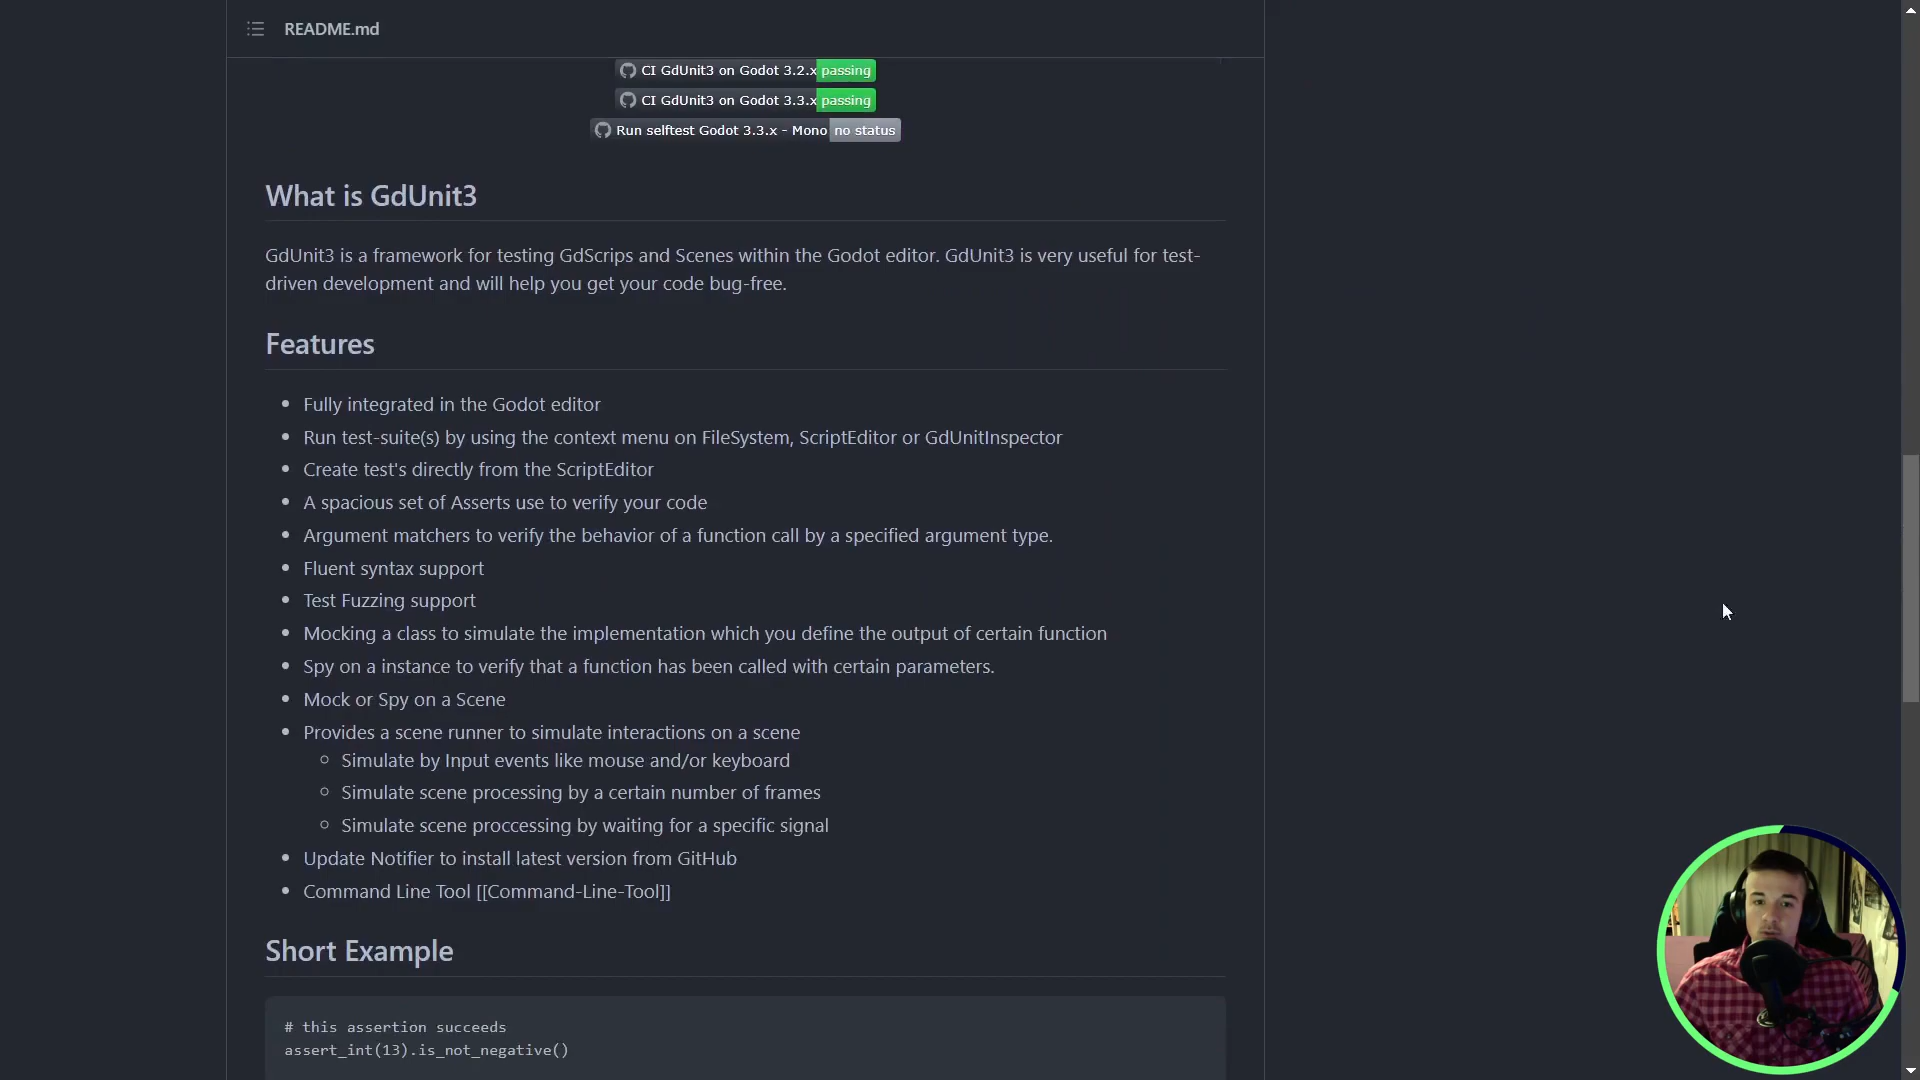 README.md
CI GdUnit3 on Godot 3.2.x passing
CI GdUnit3 on Godot 3.3.x passing
Run selftest Godot 3.3.x - Mono no status
What is GdUnit3
GdUnit3 is a framework for testing GdScrips and Scenes within the Godot editor. GdUnit3 is very useful for test-
driven development and will help you get your code bug-free.
Features
Fully integrated in the Godot editor
Run test-suite(s) by using the context menu on FileSystem, ScriptEditor or GdUnitInspector
Create test's directly from the ScriptEditor
A spacious set of Asserts use to verify your code
Argument matchers to verify the behavior of a function call by a specified argument type.
Fluent syntax support
Test Fuzzing support
Mocking a class to simulate the implementation which you define the output of certain function
Spy on a instance to verify that a function has been called with certain parameters.
Mock or Spy on a Scene
Provides a scene runner to simulate interactions on a scene
Simulate by Input events like mouse and/or keyboard
Simulate scene processing by a certain number of frames
Simulate scene proccessing by waiting for a specific signal
Update Notifier to install latest version from GitHub
Command Line Tool [[Command-Line-Tool]]
Short Example
# this assertion succeeds
assert_int(13).is_not_negative()